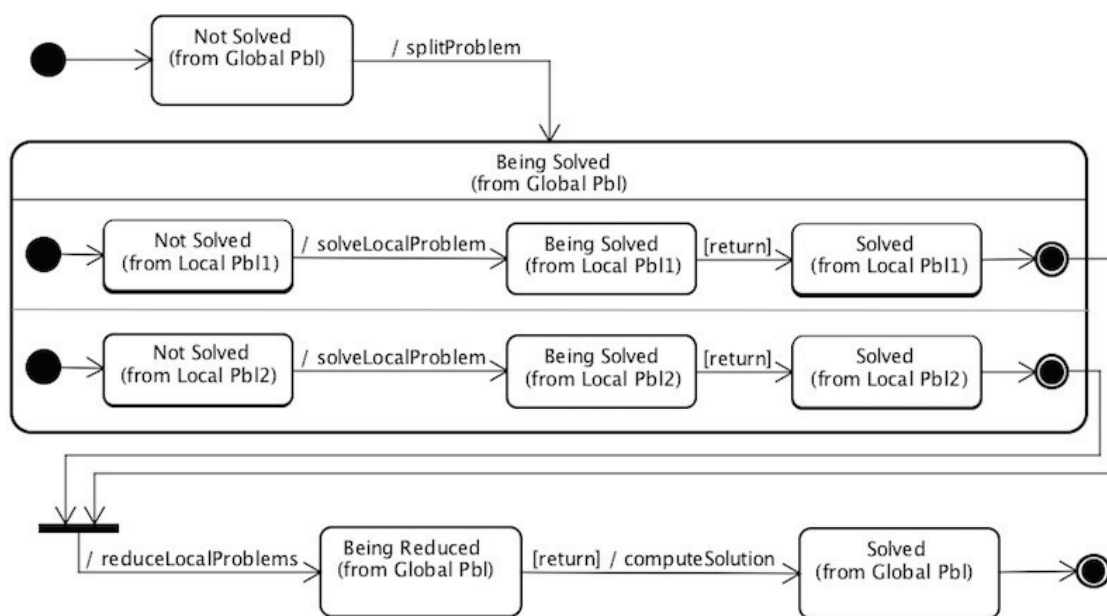 Not Solved
(from Global Pbl)
/ splitProblem
Being Solved
(from Global Pbl)
Not Solved
(from Local Pbl1)
/ solveLocalProblem
Being Solved
(from Local Pbl1)
[return]
Solved
(from Local Pbl1)
Not Solved
(from Local Pbl2)
/ solveLocalProblem
Being Solved
(from Local Pbl2)
[return]
Solved
(from Local Pbl2)
/ reduceLocalProblems
Being Reduced
(from Global Pbl)
[return] / computeSolution
Solved
(from Global Pbl)